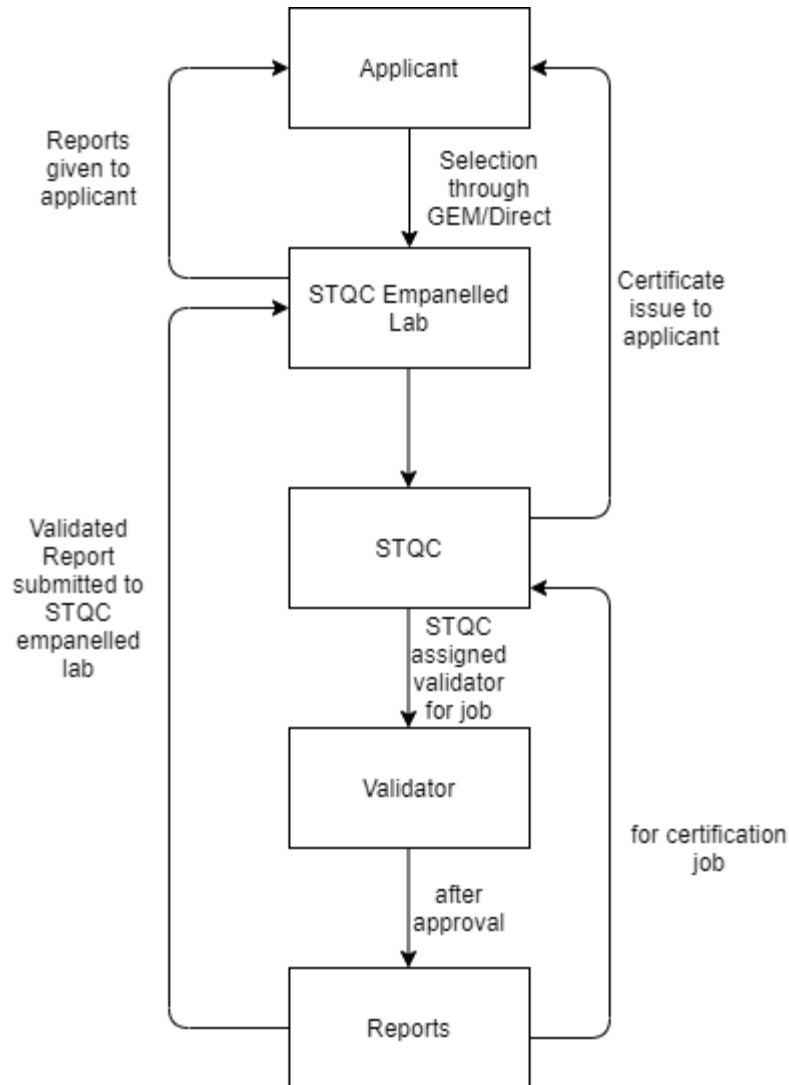 Applicant
Reports
given to
applicant
Selection
through
GEM/Direct
STQC Empanelled
Lab
Certificate
issue to
applicant
STQC
Validated
Report
submitted to
STQC
empanelled
lab
STQC
assigned
validator
for job
Validator
for certification
job
after
approval
Reports